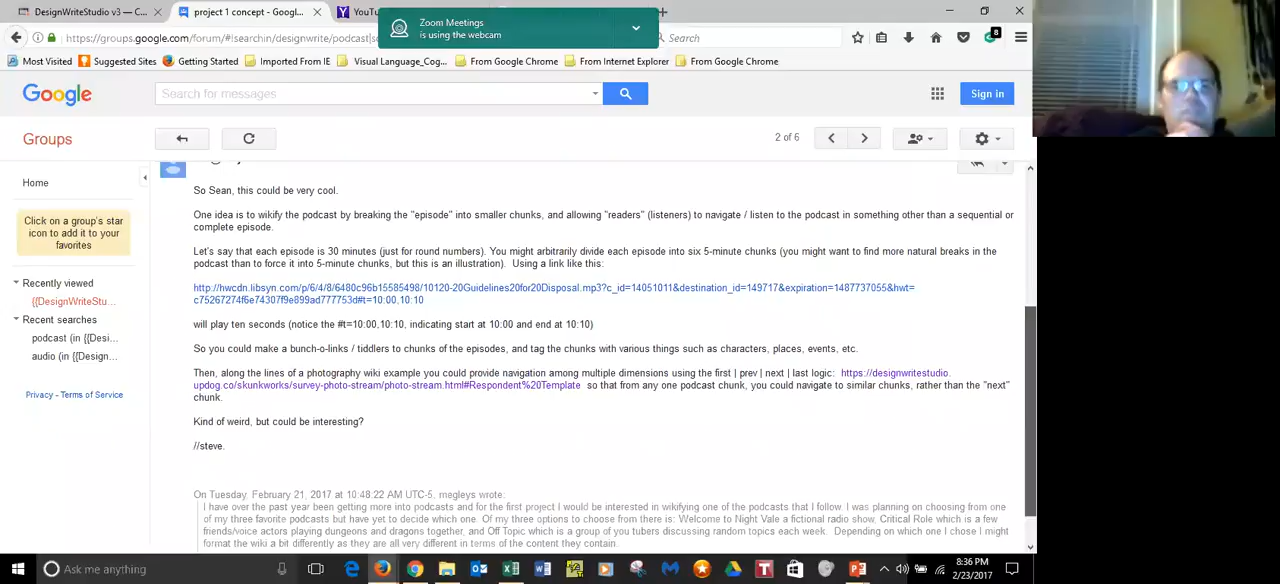 DesignWriteStudio v3 — C...
project 1 concept - Googl...
YouTu
Zoom Meetings
is using the webcam
https://groups.google.com/forum/#!searchin/designwrite/podcast|so
Search
8
Most Visited
Suggested Sites
Getting Started
Imported From IE
Visual Language_Cog...
From Google Chrome
From Internet Explorer
From Google Chrome
Google
Search for messages
Sign in
Groups
2 of 6
Home
Click on a group's star
icon to add it to your
favorites
Recently viewed
{{DesignWriteStu...
Recent searches
podcast (in {{Desi...
audio (in {{Design...
Privacy - Terms of Service
So Sean, this could be very cool.
One idea is to wikify the podcast by breaking the "episode" into smaller chunks, and allowing "readers" (listeners) to navigate / listen to the podcast in something other than a sequential or
complete episode.
Let's say that each episode is 30 minutes (just for round numbers). You might arbitrarily divide each episode into six 5-minute chunks (you might want to find more natural breaks in the
podcast than to force it into 5-minute chunks, but this is an illustration). Using a link like this:
http://hwcdn.libsyn.com/p/6/4/8/6480c96b15585498/10120-20Guidelines20for20Disposal.mp3?c_id=14051011&destination_id=149717&expiration=1487737055&hwt=
c75267274f6e74307f9e899ad777753d#t=10:00,10:10
will play ten seconds (notice the #t=10:00,10:10, indicating start at 10:00 and end at 10:10)
So you could make a bunch-o-links / tiddlers to chunks of the episodes, and tag the chunks with various things such as characters, places, events, etc.
Then, along the lines of a photography wiki example you could provide navigation among multiple dimensions using the first | prev | next | last logic: https://designwritestudio.
updog.co/skunkworks/survey-photo-stream/photo-stream.html#Respondent%20Template so that from any one podcast chunk, you could navigate to similar chunks, rather than the "next"
chunk.
Kind of weird, but could be interesting?
//steve.
On Tuesday, February 21, 2017 at 10:48:22 AM UTC-5, megleys wrote:
I have over the past year been getting more into podcasts and for the first project I would be interested in wikifying one of the podcasts that I follow. I was planning on choosing from one
of my three favorite podcasts but have yet to decide which one. Of my three options to choose from there is: Welcome to Night Vale a fictional radio show, Critical Role which is a few
friends/voice actors playing dungeons and dragons together, and Off Topic which is a group of you tubers discussing random topics each week. Depending on which one I chose I might
format the wiki a bit differently as they are all very different in terms of the content they contain.
Ask me anything
8:36 PM
2/23/2017